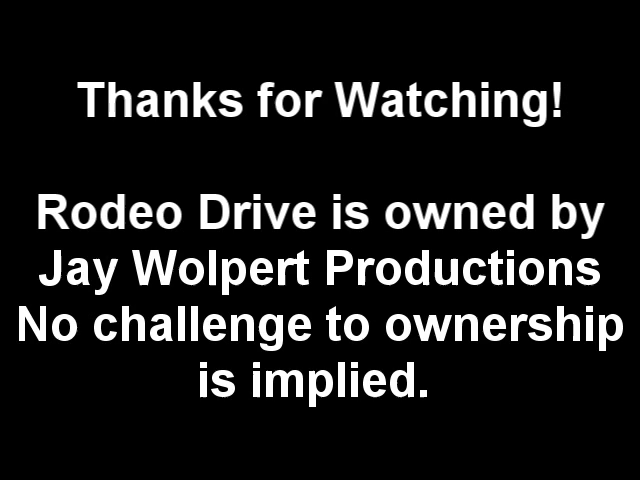 Thanks for Watching!
Rodeo Drive is owned by
Jay Wolpert Productions
No challenge to ownership
is implied.